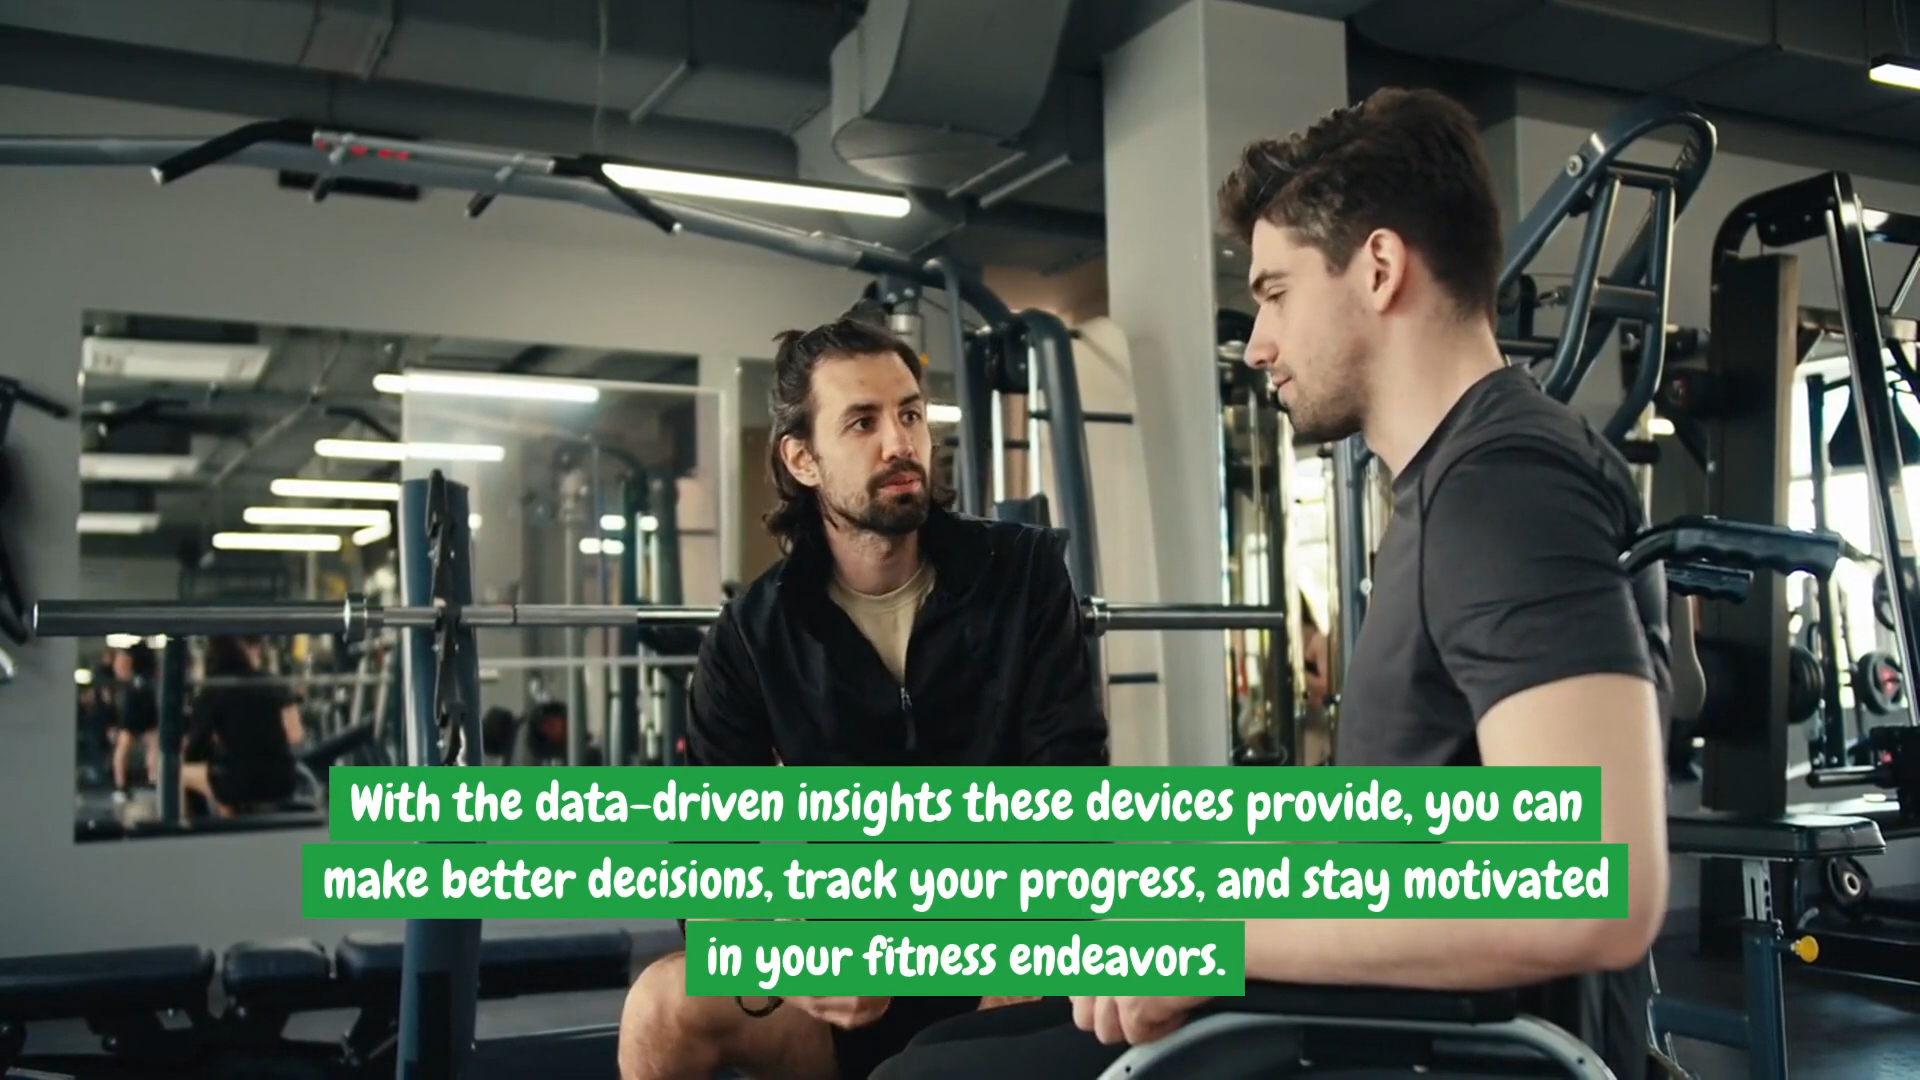 With the data-driven insights these devices provide, you can
make better decisions, track your progress, and stay motivated
in your fitness endeavors.